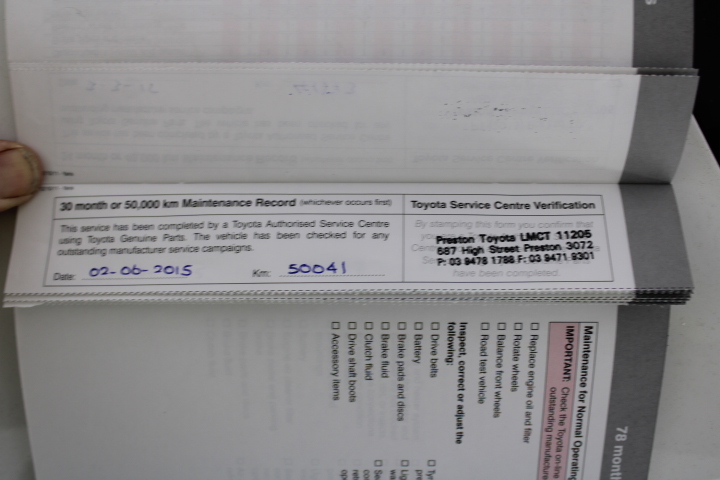 30 month or 50,000 km Maintenance Record (whichever occurs first)
This service has been completed by a Toyota Authorised Service Centre
using Toyota Genuine Parts. The vehicle has been checked for any
outstanding manufacturer service campaigns.
Date: 02-06-2015 Km: 50041
Toyota Service Centre Verification
By stamping this form you confirm that
Preston Toyota LMCT 11205
687 High Street Preston 3072
P: 03 9478 1788 F: 03 9471 9301
have been completed.
Maintenance for Normal Operating
IMPORTANT: Check the Toyota on-line
outstanding manufacture
Replace engine oil and filter
Rotate wheels
Balance front wheels
Road test vehicle
Inspect, correct or adjust the
following:
Drive belts
Battery
Brake pads and discs
Brake fluid
Clutch fluid
Drive shaft boots
Accessory items
78 month